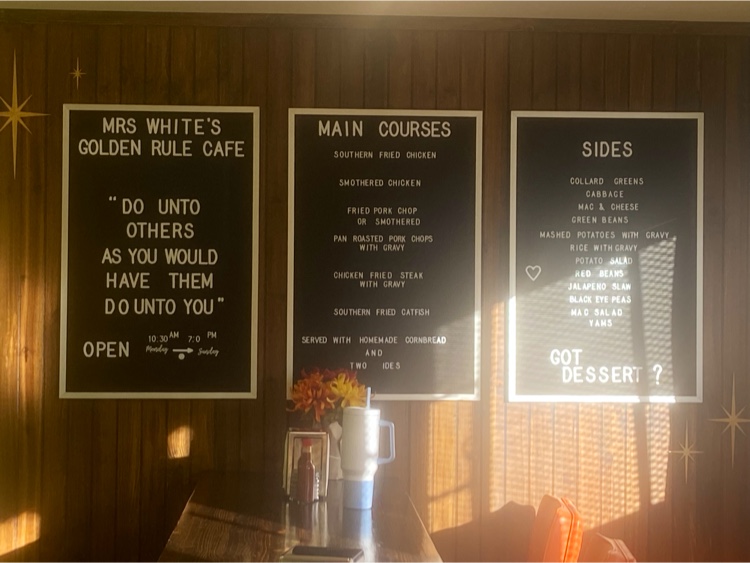 MRS WHITE'S
GOLDEN RULE CAFE
"DO UNTO
OTHERS
AS YOU WOULD
HAVE THEM
DO UNTO YOU"
OPEN
10:30 AM 7:0 PM
Monday Sunday
MAIN COURSES
SOUTHERN FRIED CHICKEN
SMOTHERED CHICKEN
FRIED PORK CHOP
OR SMOTHERED
PAN ROASTED PORK CHOPS
WITH GRAVY
CHICKEN FRIED STEAK
WITH GRAVY
SOUTHERN FRIED CATFISH
SERVED WITH HOMEMADE CORNBREAD
AND
TWO IDES
SIDES
COLLARD GREENS
CABBAGE
MAC & CHEESE
GREEN BEANS
MASHED POTATOES WITH GRAVY
RICE WITH GRAVY
POTATO SALAD
RED BEANS
JALAPENO SLAW
BLACK EYE PEAS
MAC SALAD
YAMS
GOT
DESSERT ?